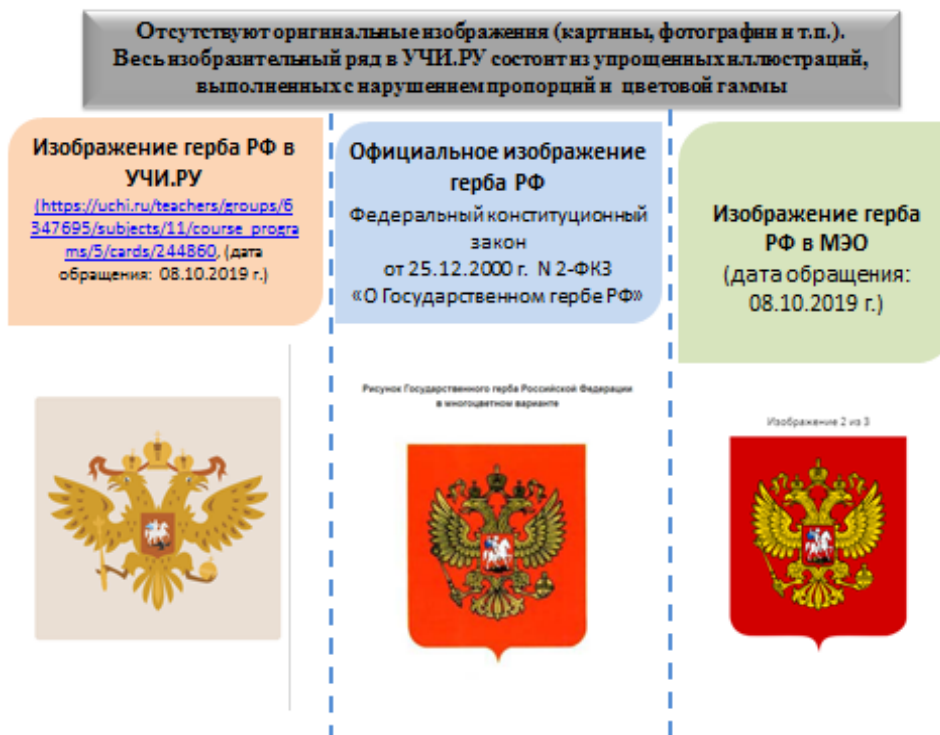 Отсутствуют оригинальные изображения (картины, фотографии и т.п.).
Весь изобразительный ряд в УЧИ.РУ состоит из упрощенных иллюстраций,
выполненных с нарушением пропорций и цветовой гаммы
Изображение герба РФ в
УЧИ.РУ
(https://uchi.ru/teachers/groups/6
347695/subjects/11/course_progra
ms/5/cards/244860, (дата
обращения: 08.10.2019 г.)
Официальное изображение
герба РФ
Федеральный конституционный
закон
от 25.12.2000 г. N 2-ФКЗ
«О Государственном гербе РФ»
Изображение герба
РФ в МЭО
(дата обращения:
08.10.2019 г.)
Рисунок Государственного герба Российской Федерации
в многоцветном варианте
Изображение 2 из 3